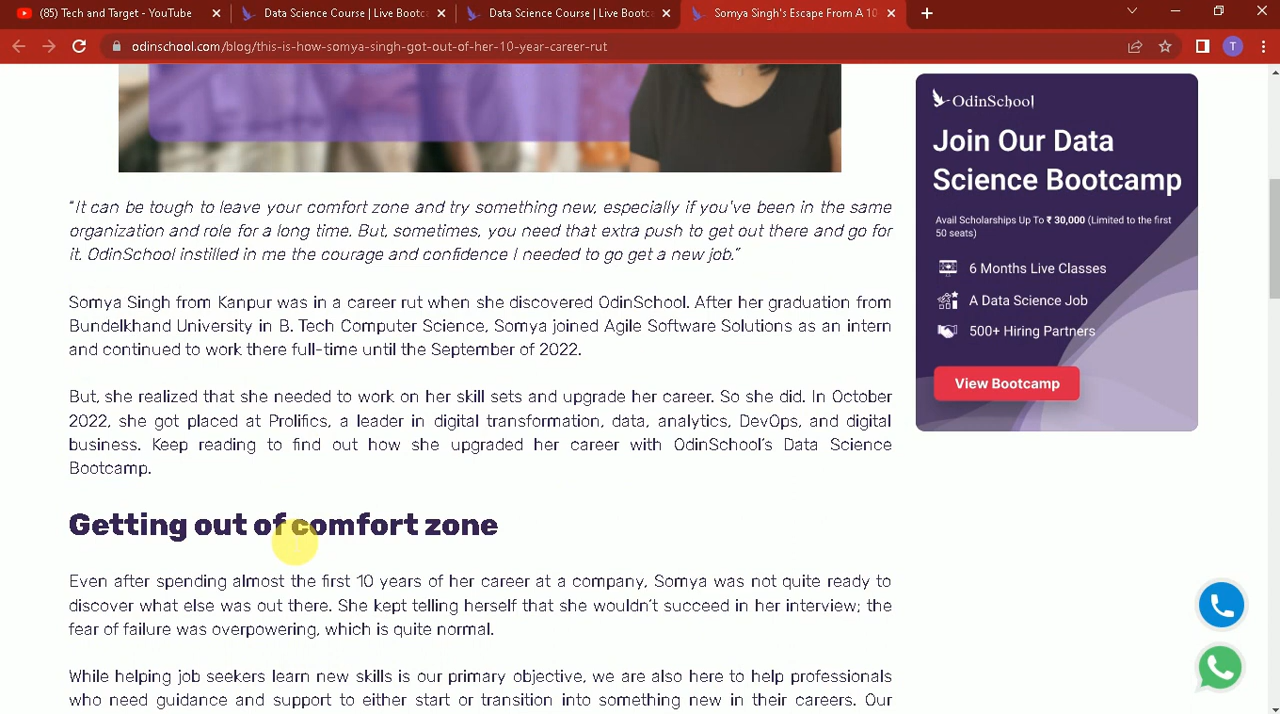 (85) Tech and Target - YouTube
Data Science Course | Live Bootc
Data Science Course | Live Bootc
Somya Singh's Escape From A 10
odinschool.com/blog/this-is-how-somya-singh-got-out-of-her-10-year-career-rut
T
"It can be tough to leave your comfort zone and try something new, especially if you've been in the same
organization and role for a long time. But, sometimes, you need that extra push to get out there and go for
it. OdinSchool instilled in me the courage and confidence I needed to go get a new job."
Somya Singh from Kanpur was in a career rut when she discovered OdinSchool. After her graduation from
Bundelkhand University in B. Tech Computer Science, Somya joined Agile Software Solutions as an intern
and continued to work there full-time until the September of 2022.
But, she realized that she needed to work on her skill sets and upgrade her career. So she did. In October
2022, she got placed at Prolifics, a leader in digital transformation, data, analytics, DevOps, and digital
business. Keep reading to find out how she upgraded her career with OdinSchool's Data Science
Bootcamp.
Getting out of comfort zone
Even after spending almost the first 10 years of her career at a company, Somya was not quite ready to
discover what else was out there. She kept telling herself that she wouldn't succeed in her interview; the
fear of failure was overpowering, which is quite normal.
While helping job seekers learn new skills is our primary objective, we are also here to help professionals
who need guidance and support to either start or transition into something new in their careers. Our
OdinSchool
Join Our Data
Science Bootcamp
Avail Scholarships Up To ₹ 30,000 (Limited to the first
50 seats)
6 Months Live Classes
A Data Science Job
500+ Hiring Partners
View Bootcamp